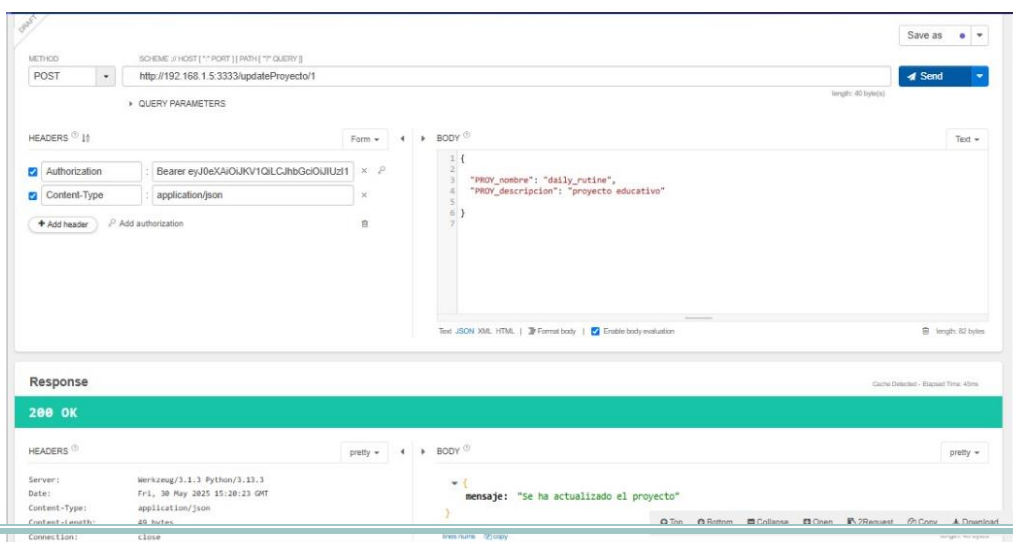 DRAFT
Save as
METHOD
SCHEME :// HOST [ ":" PORT ] [ PATH [ "?" QUERY ]]
POST
http://192.168.1.5:3333/updateProyecto/1
Send
length: 40 byte(s)
QUERY PARAMETERS
HEADERS
Form
BODY
Text
Authorization : Bearer eyJ0eXAiOiJKV1QiLCJhbGciOiJIUzI1
Content-Type : application/json
+ Add header
Add authorization
1 {
2
3 "PROY_nombre": "daily_rutine",
4 "PROY_descripcion": "proyecto educativo"
5
6 }
7
Text JSON XML HTML | Format body | Enable body evaluation
length: 82 bytes
Response
Cache Detected - Elapsed Time: 45ms
200 OK
HEADERS
pretty
BODY
pretty
Server: Werkzeug/3.1.3 Python/3.13.3
Date: Fri, 30 May 2025 15:20:23 GMT
Content-Type: application/json
Content-Length: 49 bytes
Connection: close
{
mensaje: "Se ha actualizado el proyecto"
}
lines nums copy
Top Bottom Collapse Open 2Request Copy Download